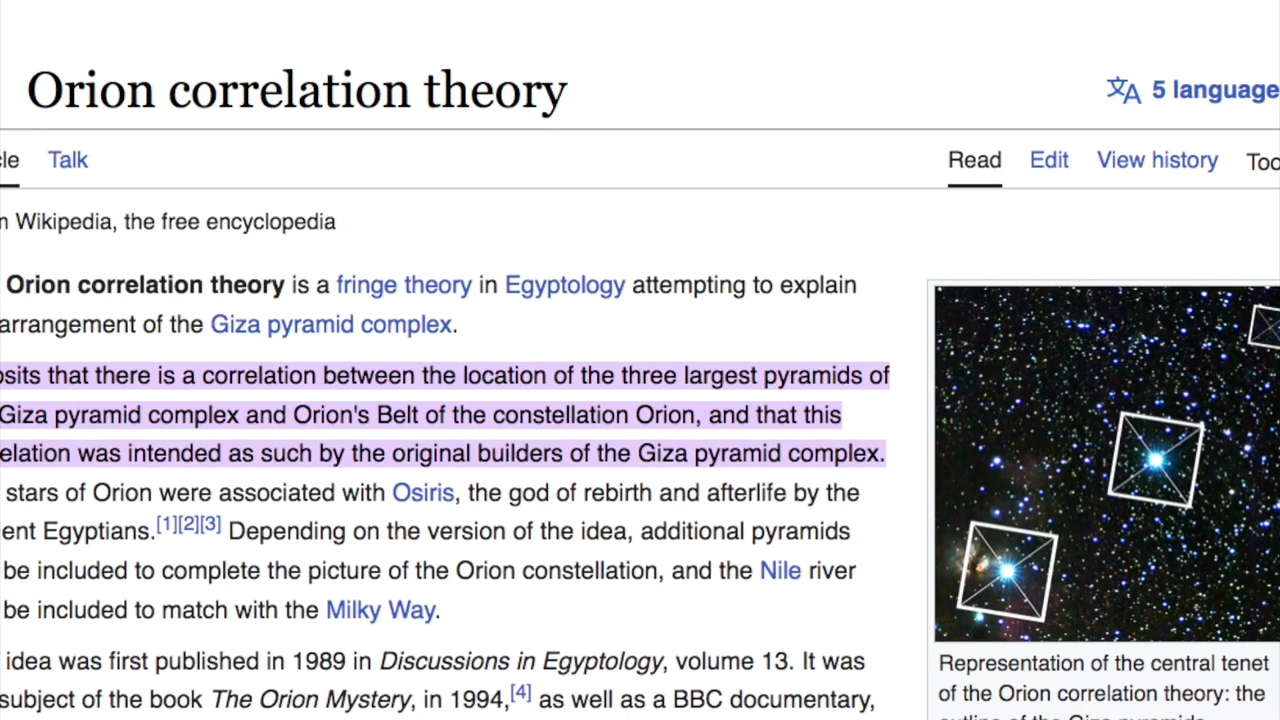 Orion correlation theory
5 language
cle Talk Read Edit View history Too
n Wikipedia, the free encyclopedia
Orion correlation theory is a fringe theory in Egyptology attempting to explain
arrangement of the Giza pyramid complex.
osits that there is a correlation between the location of the three largest pyramids of
Giza pyramid complex and Orion's Belt of the constellation Orion, and that this
elation was intended as such by the original builders of the Giza pyramid complex.
stars of Orion were associated with Osiris, the god of rebirth and afterlife by the
ent Egyptians.[1][2][3] Depending on the version of the idea, additional pyramids
be included to complete the picture of the Orion constellation, and the Nile river
be included to match with the Milky Way.
idea was first published in 1989 in Discussions in Egyptology, volume 13. It was
subject of the book The Orion Mystery, in 1994,[4] as well as a BBC documentary,
Representation of the central tenet
of the Orion correlation theory: the